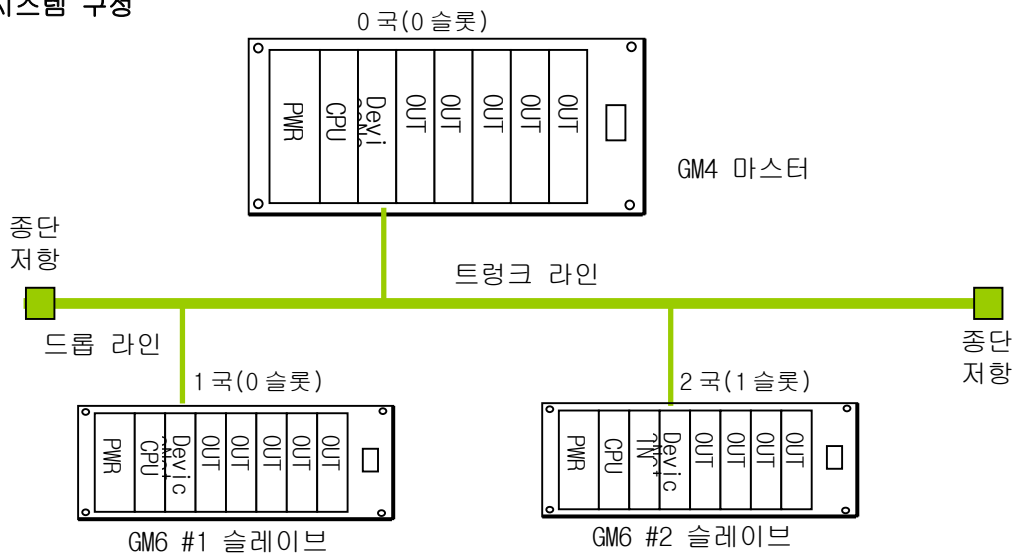 시스템 구성
0국(0슬롯)
PWR
CPU
Devi
OUT
OUT
OUT
OUT
OUT
GM4 마스터
종단
저항
트렁크 라인
드롭 라인
종단
저항
1국(0슬롯)
2국(1슬롯)
PWR
CPU
Devic
OUT
OUT
OUT
OUT
OUT
PWR
CPU
IN
Devic
OUT
OUT
OUT
OUT
GM6 #1 슬레이브
GM6 #2 슬레이브